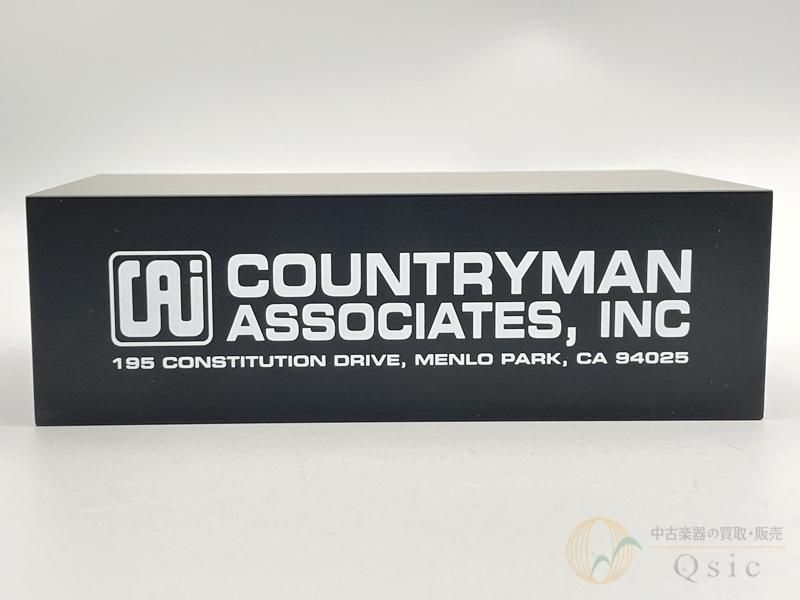 CAi COUNTRYMAN
ASSOCIATES, INC
195 CONSTITUTION DRIVE, MENLO PARK, CA 94025
中古楽器の買取・販売
Qsic